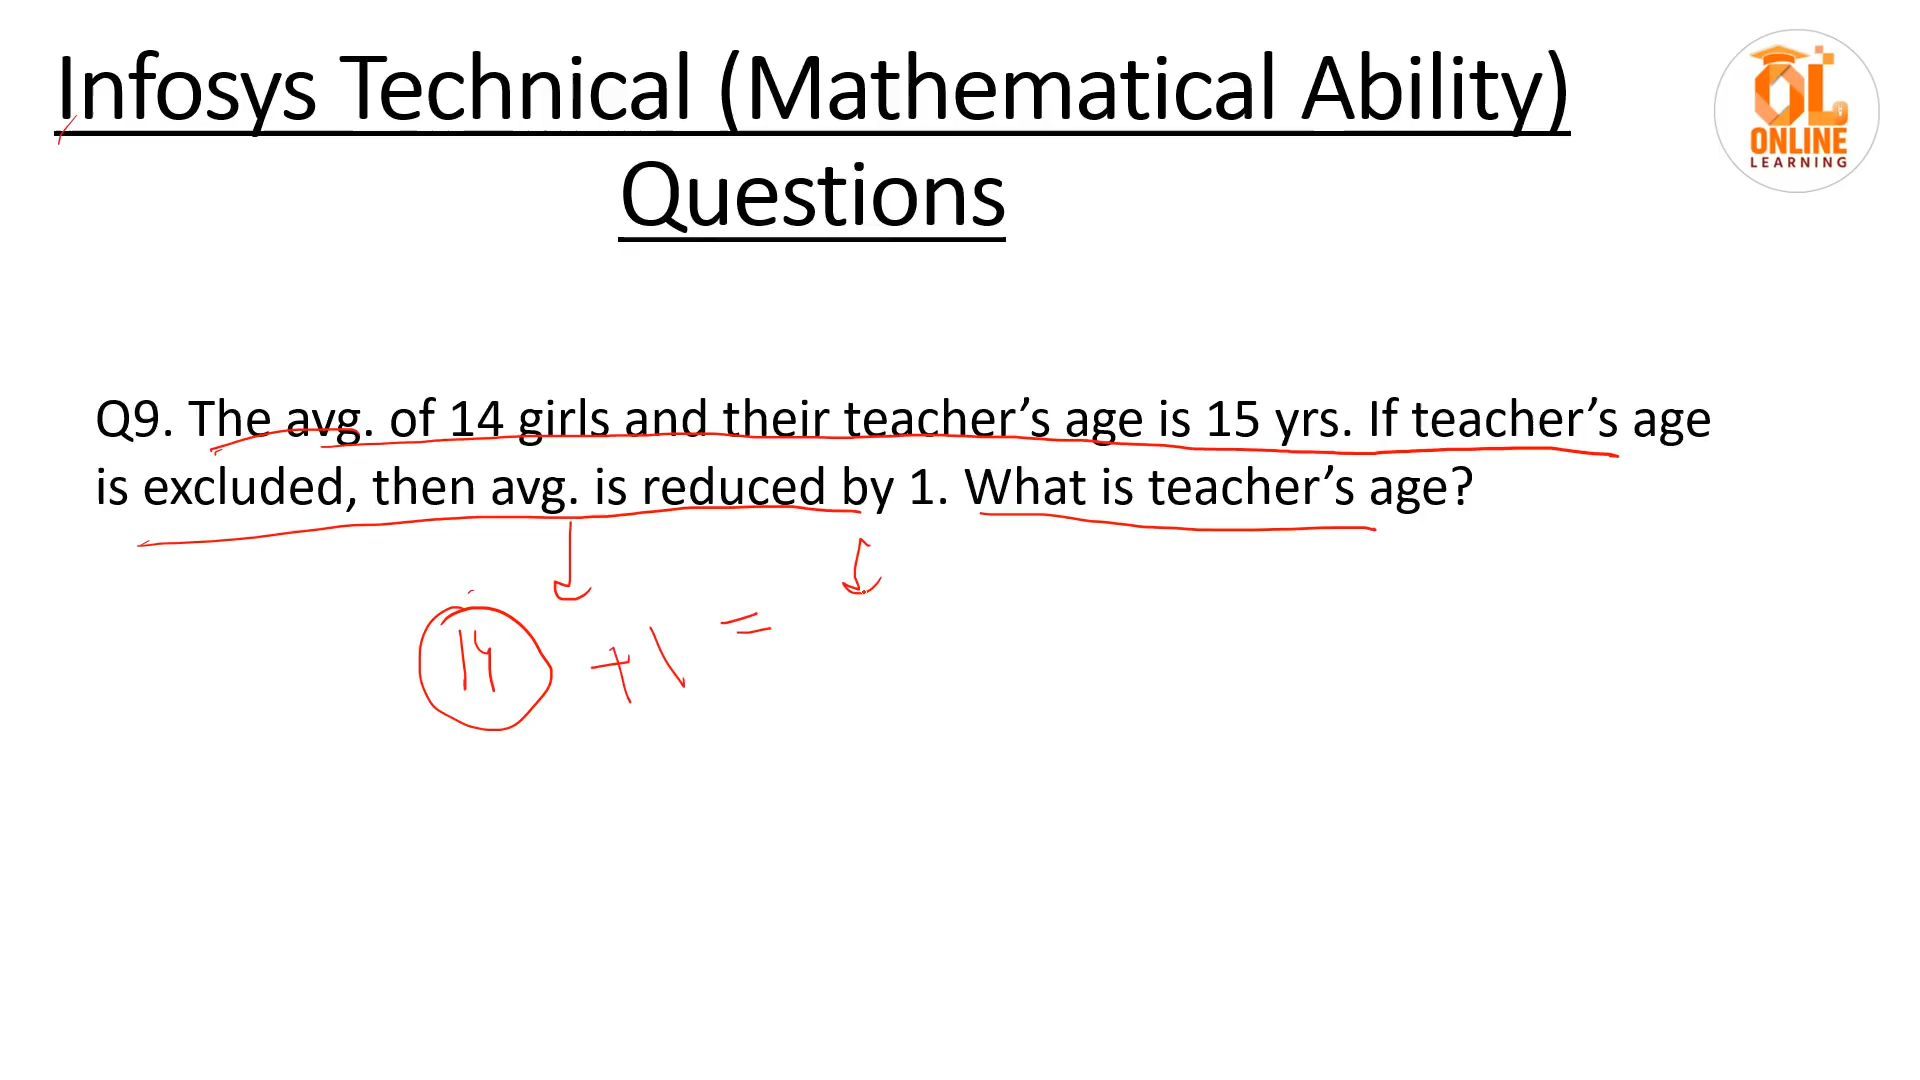 Infosys Technical (Mathematical Ability)
Questions
OL
ONLINE
LEARNING
Q9. The avg. of 14 girls and their teacher’s age is 15 yrs. If teacher’s age
is excluded, then avg. is reduced by 1. What is teacher’s age?
14 +1 =